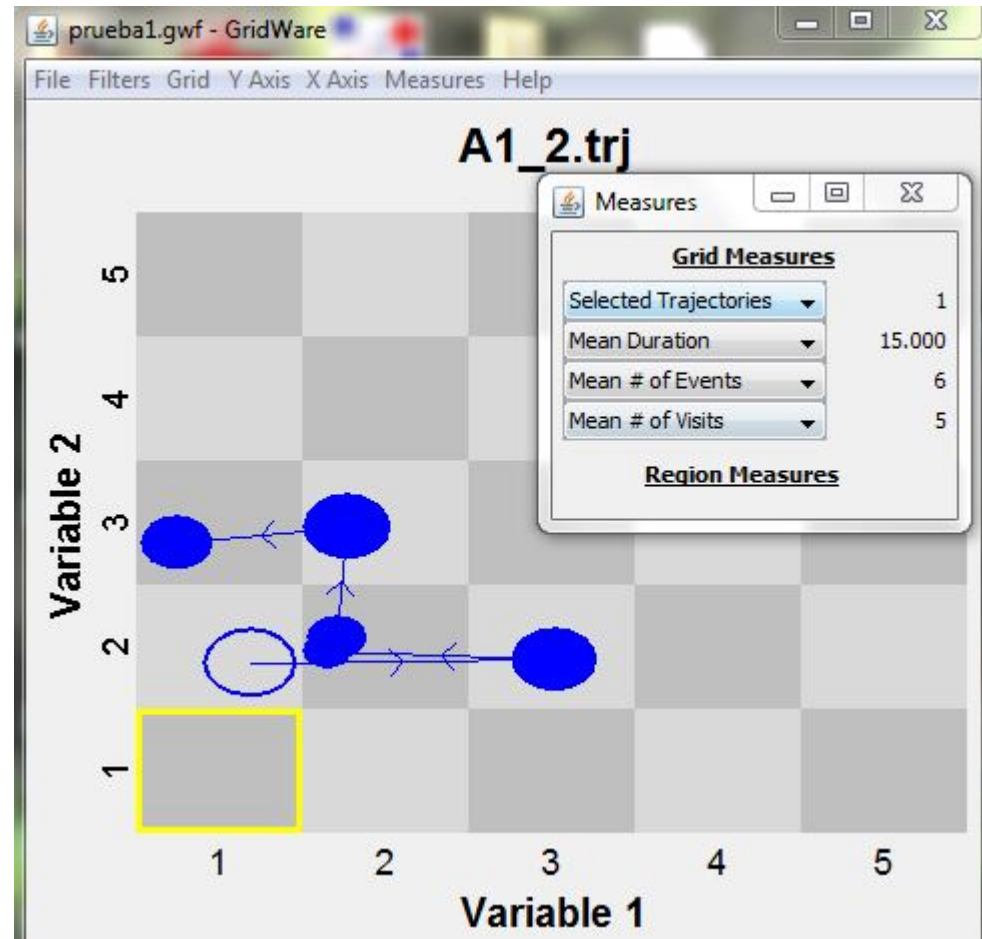 prueba1.gwf - GridWare
File Filters Grid Y Axis X Axis Measures Help
A1_2.trj
Measures
Grid Measures
Selected Trajectories 1
Mean Duration 15.000
Mean # of Events 6
Mean # of Visits 5
Region Measures
Variable 2
5
4
3
2
1
1 2 3 4 5
Variable 1